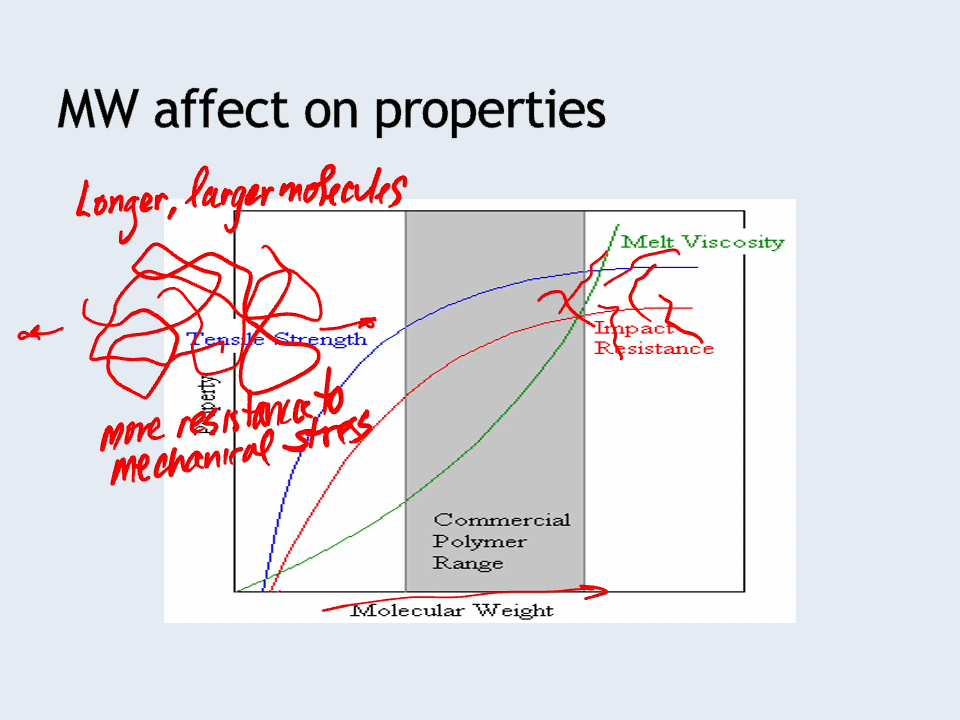 MW affect on properties
Longer, larger molecules
Melt Viscosity
Tensile Strength
Impact
Resistance
Property
more resistance to
mechanical stress
Commercial
Polymer
Range
Molecular Weight